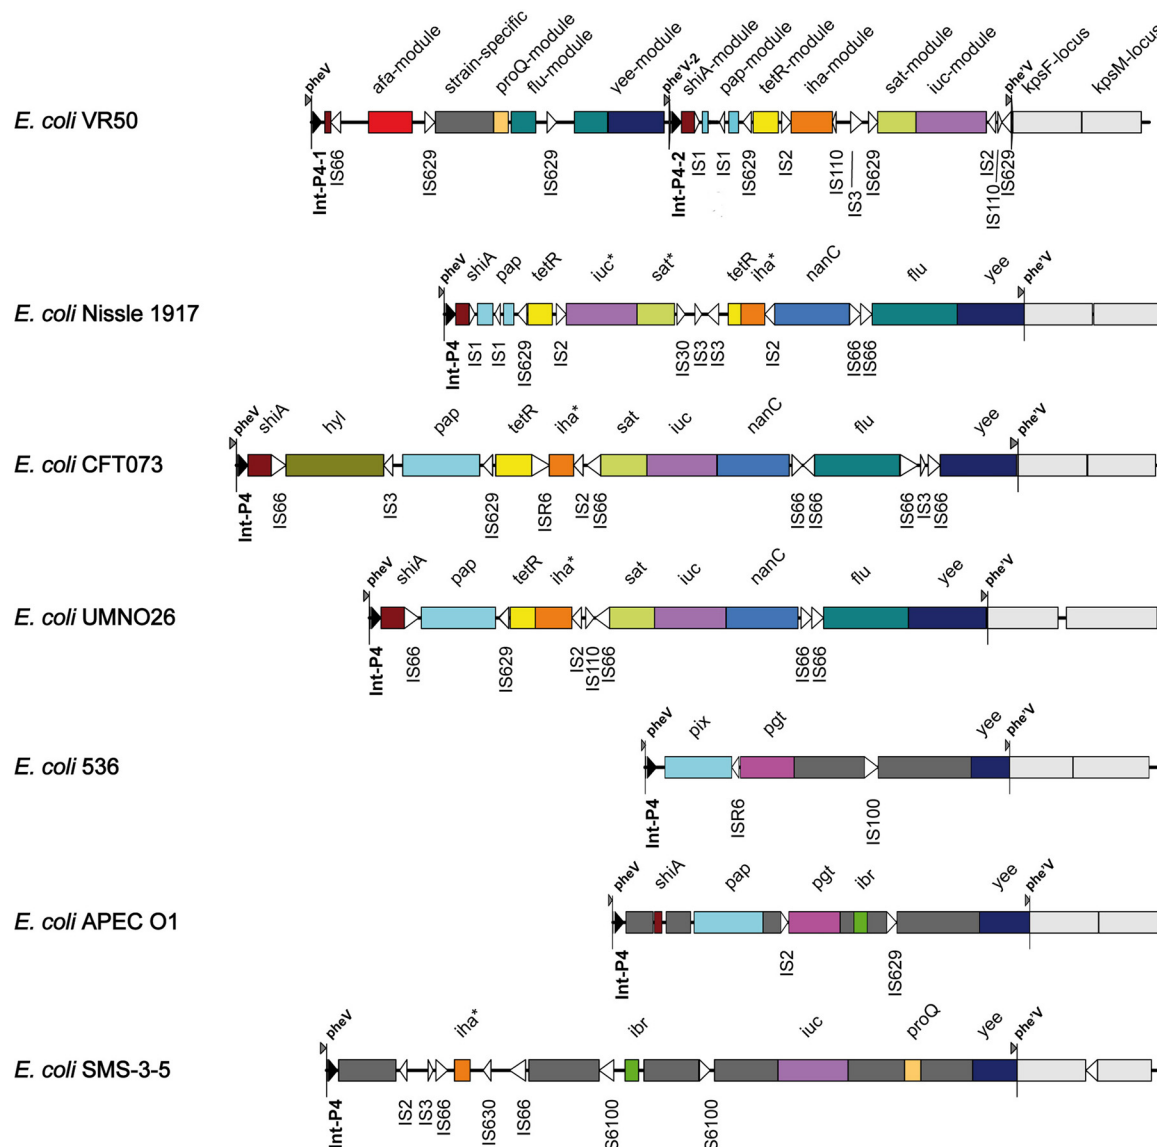 pheV afa-module strain-specific proQ-module flu-module yee-module phe'V-2 shiA-module pap-module tetR-module iha-module sat-module iuc-module phe'V kpsF-locus kpsM-locus
E. coli VR50
Int-P4-1 IS66 IS629 IS629 Int-P4-2 IS1 IS1 IS629 IS2 IS110 IS3 IS629 IS110 IS2 IS629
pheV shiA pap tetR iuc* sat* tetR iha* nanC flu yee phe'V
E. coli Nissle 1917
Int-P4 IS1 IS1 IS629 IS2 IS30 IS3 IS3 IS2 IS66 IS66
pheV shiA hyl pap tetR iha* sat iuc nanC flu yee phe'V
E. coli CFT073
Int-P4 IS66 IS3 IS629 ISR6 IS2 IS66 IS66 IS66 IS66 IS3 IS66
pheV shiA pap tetR iha* sat iuc nanC flu yee phe'V
E. coli UMNO26
Int-P4 IS66 IS629 IS2 IS110 IS66 IS66 IS66
pheV pix pgt yee phe'V
E. coli 536
Int-P4 ISR6 IS100
pheV shiA pap pgt ibr yee phe'V
E. coli APEC O1
Int-P4 IS2 IS629
pheV iha* ibr iuc proQ yee phe'V
E. coli SMS-3-5
Int-P4 IS2 IS3 IS66 IS630 IS66 IS6100 IS6100